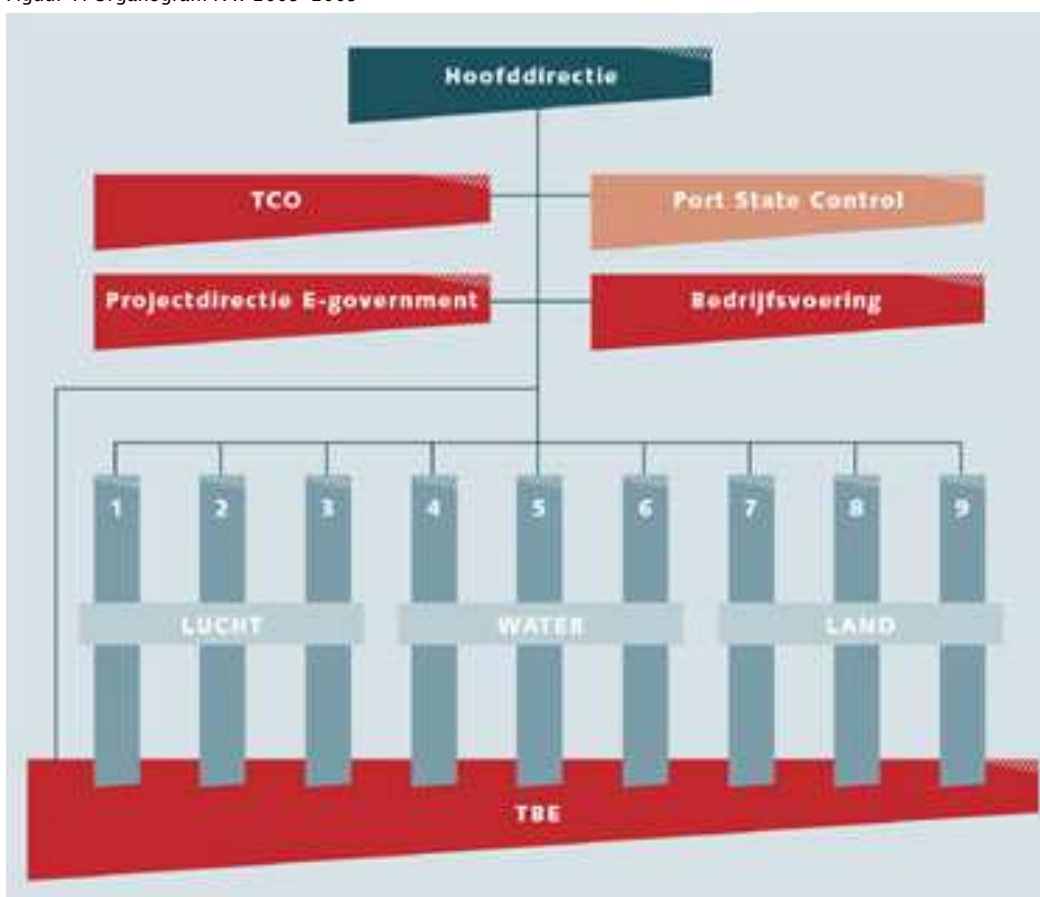 Hoofddirectie
TCO
Port State Control
Projectdirectie E-government
Bedrijfsvoering
1 2 3 4 5 6 7 8 9
LUCHT WATER LAND
TBE